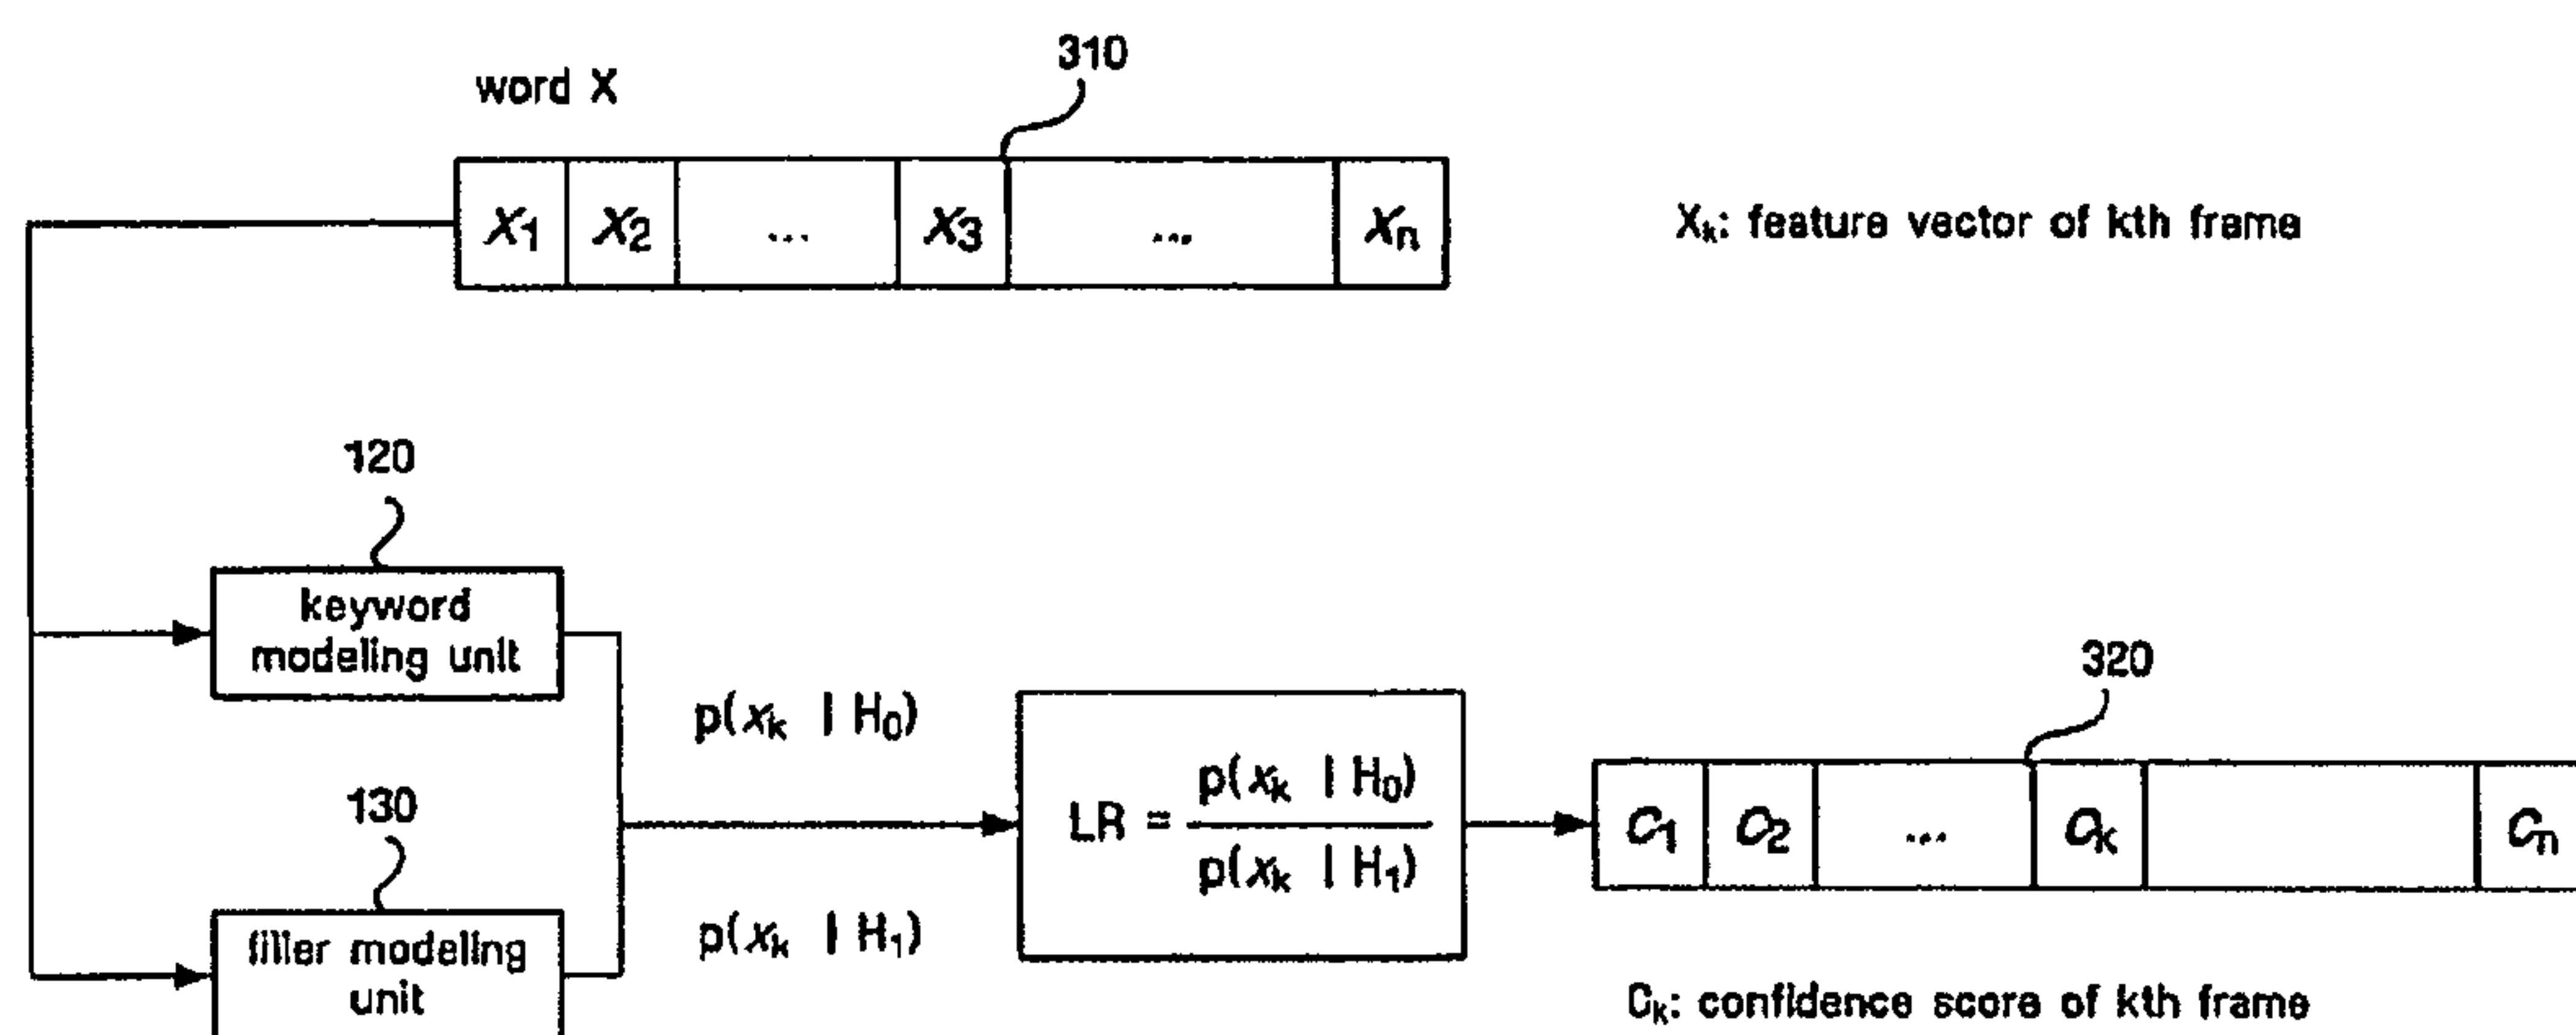 310
word X
x1 x2 ... x3 ... xn
Xk: feature vector of kth frame
120
keyword
modeling unit
p(xk | H0)
130
filler modeling
unit
p(xk | H1)
LR = p(xk | H0)
p(xk | H1)
320
C1 C2 ... Ck Cn
Ck: confidence score of kth frame